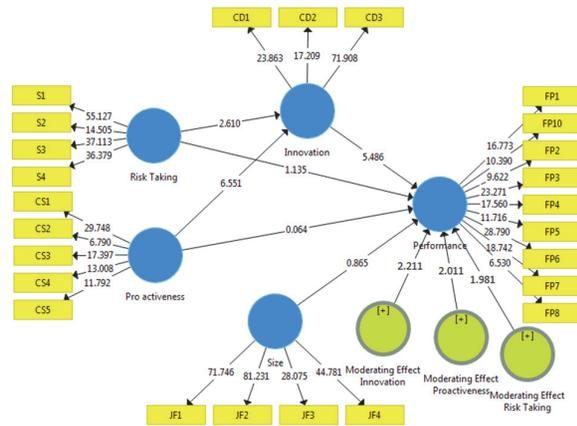 CD1
CD2
CD3
23.863
17.209
71.908
S1
S2
S3
S4
55.127
14.505
37.113
36.379
Risk Taking
2.610
Innovation
5.486
1.135
6.551
CS1
CS2
CS3
CS4
CS5
29.748
6.790
17.397
13.008
11.792
Pro activeness
0.064
0.865
Performance
FP1
FP10
FP2
FP3
FP4
FP5
FP6
FP7
FP8
16.773
10.390
9.622
23.271
17.560
11.716
28.790
18.742
6.530
2.211
2.011
1.981
[+]
Moderating Effect
Innovation
[+]
Moderating Effect
Proactiveness
[+]
Moderating Effect
Risk Taking
Size
71.746
81.231
28.075
44.781
JF1
JF2
JF3
JF4